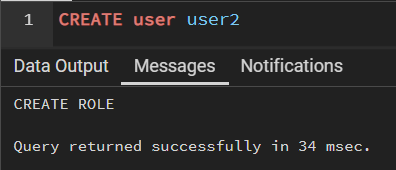 1 CREATE user user2
Data Output Messages Notifications
CREATE ROLE
Query returned successfully in 34 msec.